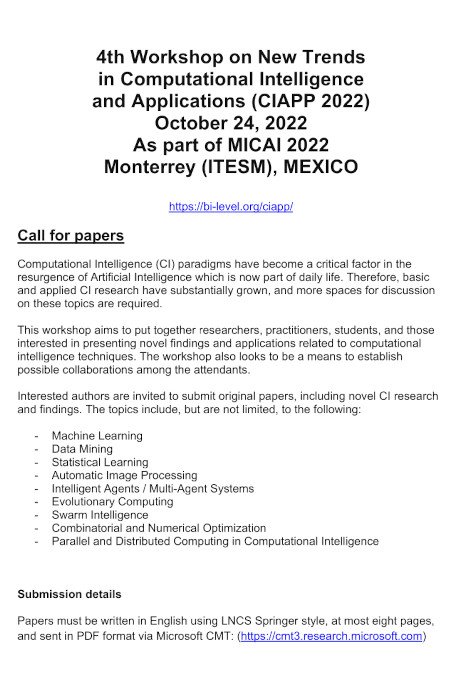 4th Workshop on New Trends
in Computational Intelligence
and Applications (CIAPP 2022)
October 24, 2022
As part of MICAI 2022
Monterrey (ITESM), MEXICO
https://bi-level.org/ciapp/
Call for papers
Computational Intelligence (CI) paradigms have become a critical factor in the
resurgence of Artificial Intelligence which is now part of daily life. Therefore, basic
and applied CI research have substantially grown, and more spaces for discussion
on these topics are required.
This workshop aims to put together researchers, practitioners, students, and those
interested in presenting novel findings and applications related to computational
intelligence techniques. The workshop also looks to be a means to establish
possible collaborations among the attendants.
Interested authors are invited to submit original papers, including novel CI research
and findings. The topics include, but are not limited, to the following:
- Machine Learning
- Data Mining
- Statistical Learning
- Automatic Image Processing
- Intelligent Agents / Multi-Agent Systems
- Evolutionary Computing
- Swarm Intelligence
- Combinatorial and Numerical Optimization
- Parallel and Distributed Computing in Computational Intelligence
Submission details
Papers must be written in English using LNCS Springer style, at most eight pages,
and sent in PDF format via Microsoft CMT: (https://cmt3.research.microsoft.com)